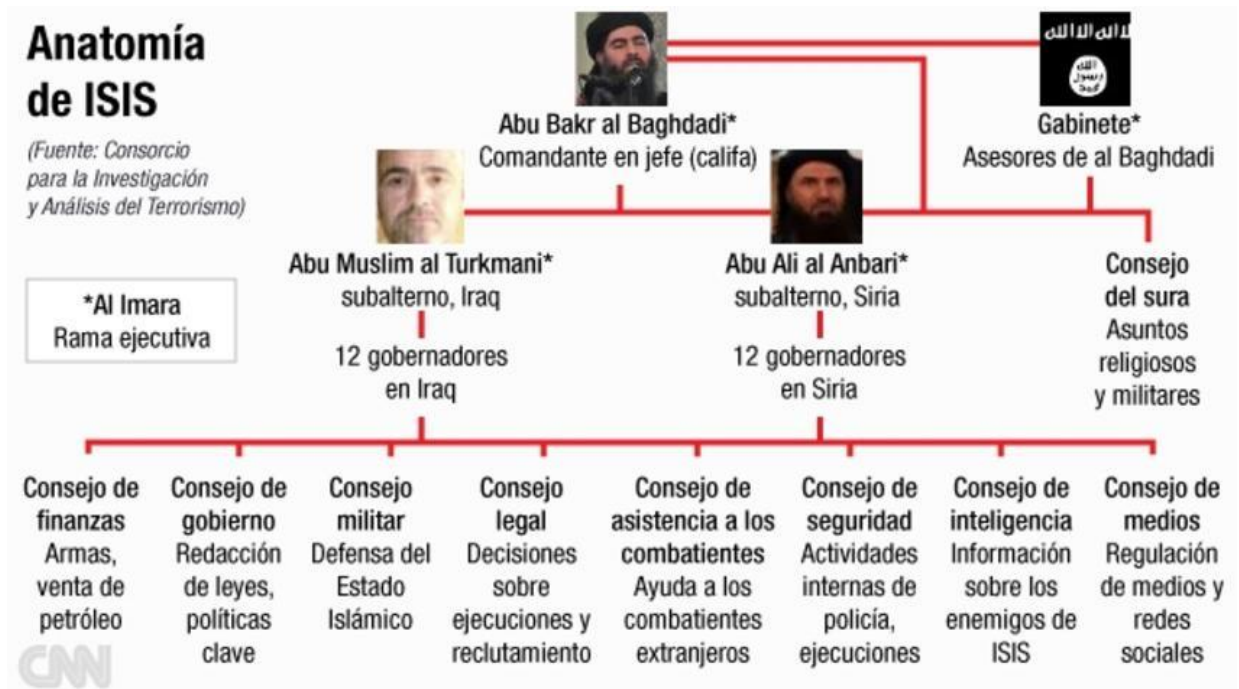 Anatomía
de ISIS
(Fuente: Consorcio
para la Investigación
y Análisis del Terrorismo)
Abu Bakr al Baghdadi*
Comandante en jefe (califa)
Gabinete*
Asesores de al Baghdadi
*Al Imara
Rama ejecutiva
Abu Muslim al Turkmani*
subalterno, Iraq
12 gobernadores
en Iraq
Abu Ali al Anbari*
subalterno, Siria
12 gobernadores
en Siria
Consejo
del sura
Asuntos
religiosos
y militares
Consejo de
finanzas
Armas,
venta de
petróleo
Consejo de
gobierno
Redacción
de leyes,
políticas
clave
Consejo
militar
Defensa del
Estado
Islámico
Consejo
legal
Decisiones
sobre
ejecuciones y
reclutamiento
Consejo de
asistencia a los
combatientes
Ayuda a los
combatientes
extranjeros
Consejo de
seguridad
Actividades
internas de
policía,
ejecuciones
Consejo de
inteligencia
Información
sobre los
enemigos de
ISIS
Consejo de
medios
Regulación
de medios y
redes
sociales
CNN